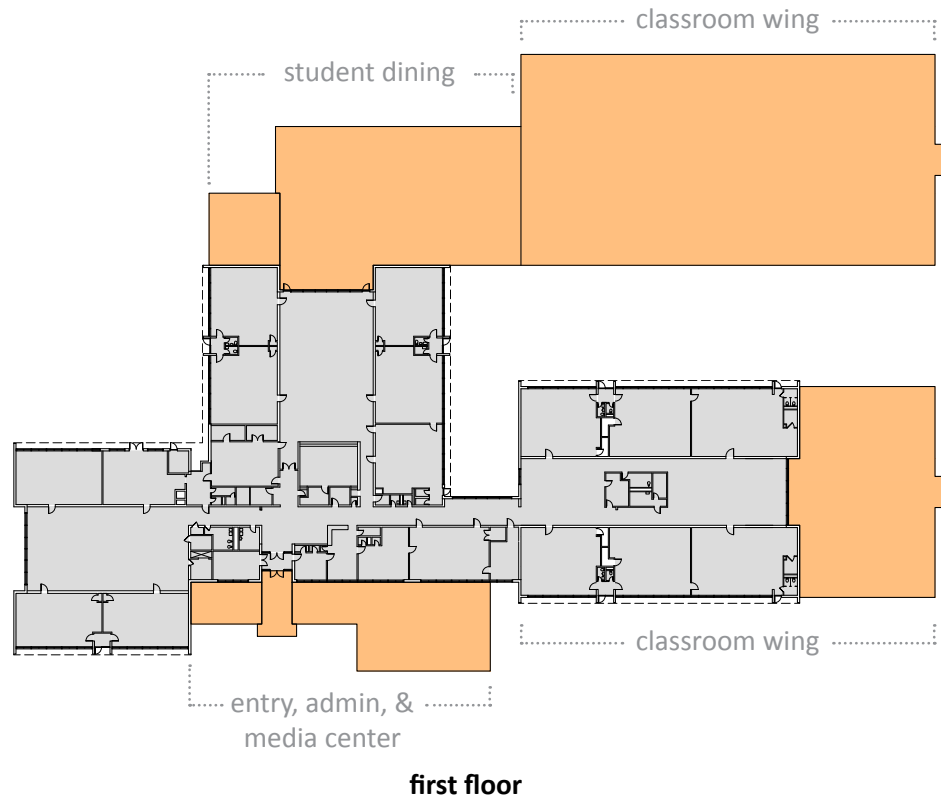 classroom wing
student dining
classroom wing
entry, admin, &
media center
first floor